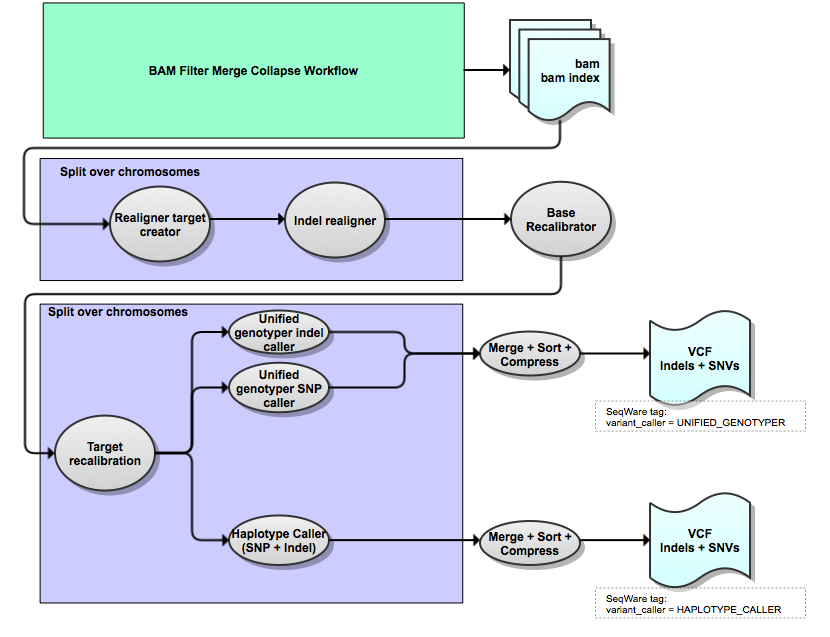 BAM Filter Merge Collapse Workflow
bam
bam index
Split over chromosomes
Realigner target
creator
Indel realigner
Base
Recalibrator
Split over chromosomes
Unified
genotyper indel
caller
Unified
genotyper SNP
caller
Merge + Sort +
Compress
VCF
Indels + SNVs
SeqWare tag:
variant_caller = UNIFIED_GENOTYPER
Target
recalibration
Haplotype Caller
(SNP + Indel)
Merge + Sort +
Compress
VCF
Indels + SNVs
SeqWare tag:
variant_caller = HAPLOTYPE_CALLER